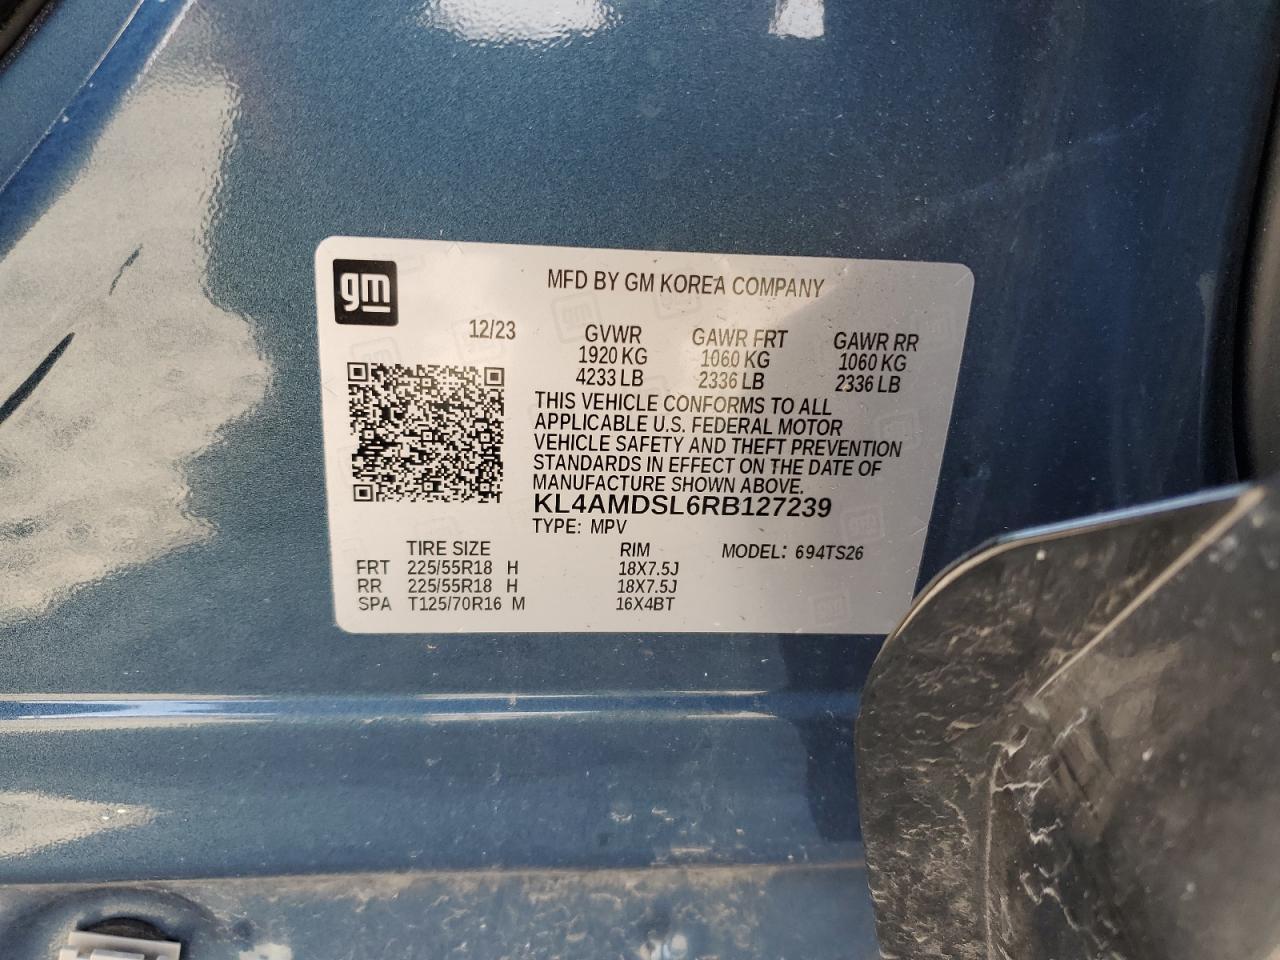 gm
MFD BY GM KOREA COMPANY
12/23 GVWR GAWR FRT GAWR RR
1920 KG 1060 KG 1060 KG
4233 LB 2336 LB 2336 LB
THIS VEHICLE CONFORMS TO ALL
APPLICABLE U.S. FEDERAL MOTOR
VEHICLE SAFETY AND THEFT PREVENTION
STANDARDS IN EFFECT ON THE DATE OF
MANUFACTURE SHOWN ABOVE.
KL4AMDSL6RB127239
TYPE: MPV
TIRE SIZE RIM MODEL: 694TS26
FRT 225/55R18 H 18X7.5J
RR 225/55R18 H 18X7.5J
SPA T125/70R16 M 16X4BT